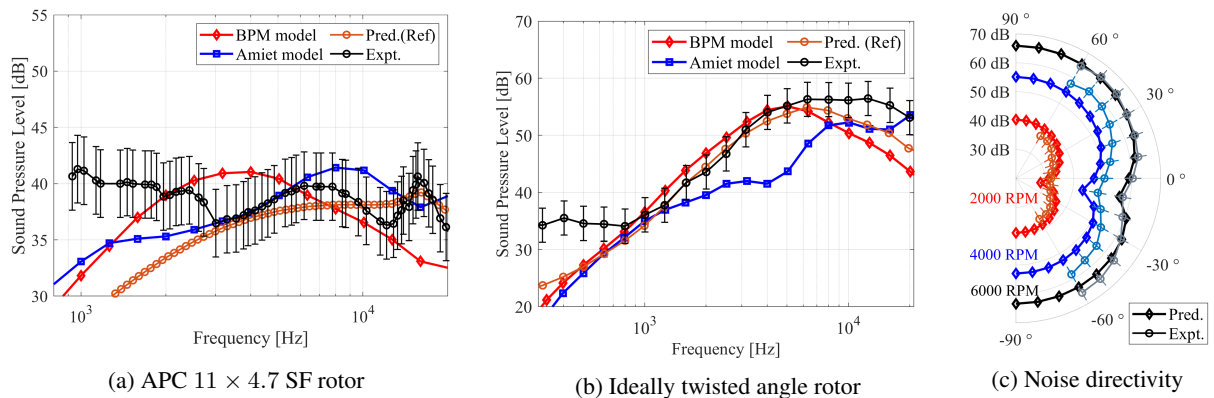 55
50
45
40
35
30
Sound Pressure Level [dB]
BPM model
Amiet model
Pred.(Ref)
Expt.
10³
10⁴
Frequency [Hz]
(a) APC 11 × 4.7 SF rotor
70
60
50
40
30
20
Sound Pressure Level [dB]
BPM model
Amiet model
Pred. (Ref)
Expt.
10³
10⁴
Frequency [Hz]
(b) Ideally twisted angle rotor
90 °
70 dB
60 °
60 dB
50 dB
30 °
40 dB
30 dB
0 °
2000 RPM
4000 RPM
-30 °
6000 RPM
-60 °
-90 °
Pred.
Expt.
(c) Noise directivity